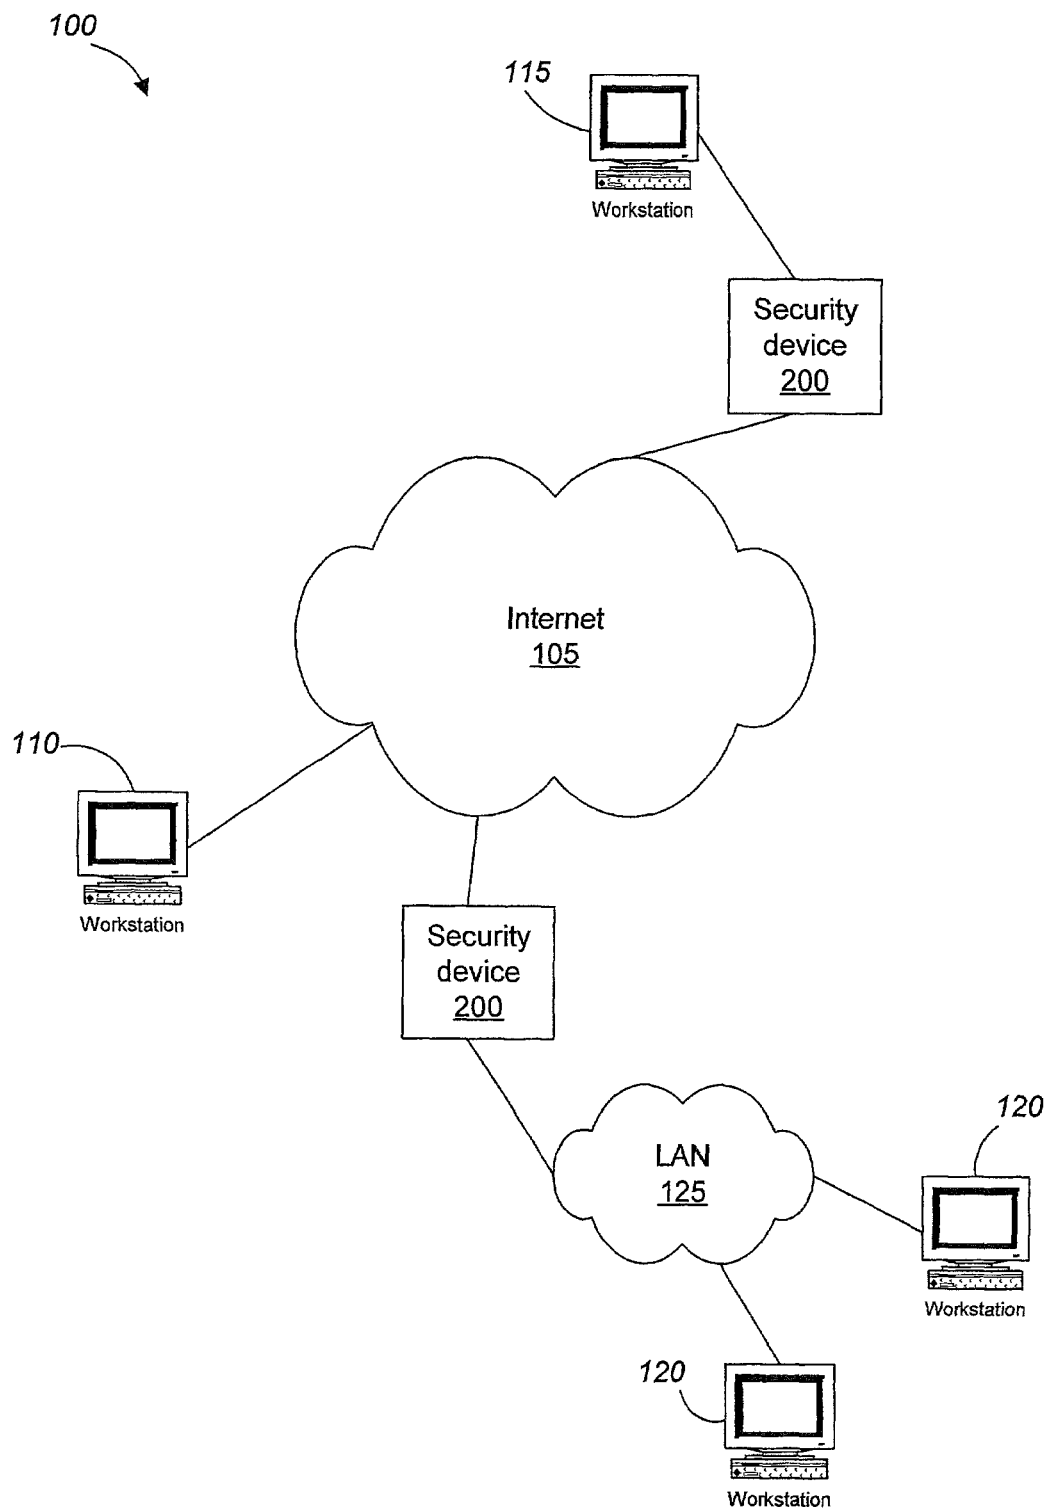 100
115
Workstation
Security
device
200
Internet
105
110
Workstation
Security
device
200
LAN
125
120
Workstation
120
Workstation